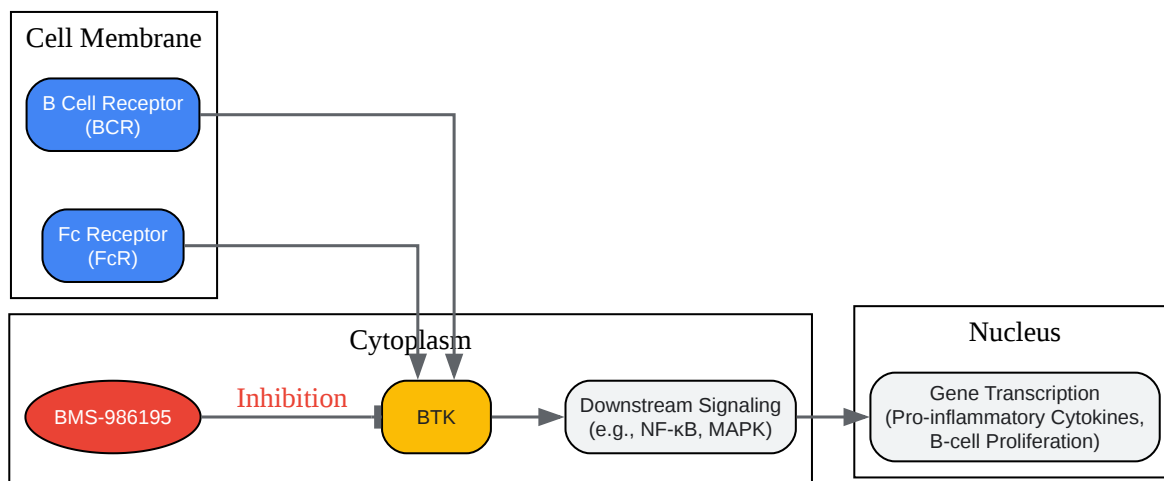 Cell Membrane
B Cell Receptor
(BCR)
Fc Receptor
(FcR)
Cytoplasm
BMS-986195
Inhibition
BTK
Downstream Signaling
(e.g., NF-κB, MAPK)
Nucleus
Gene Transcription
(Pro-inflammatory Cytokines,
B-cell Proliferation)